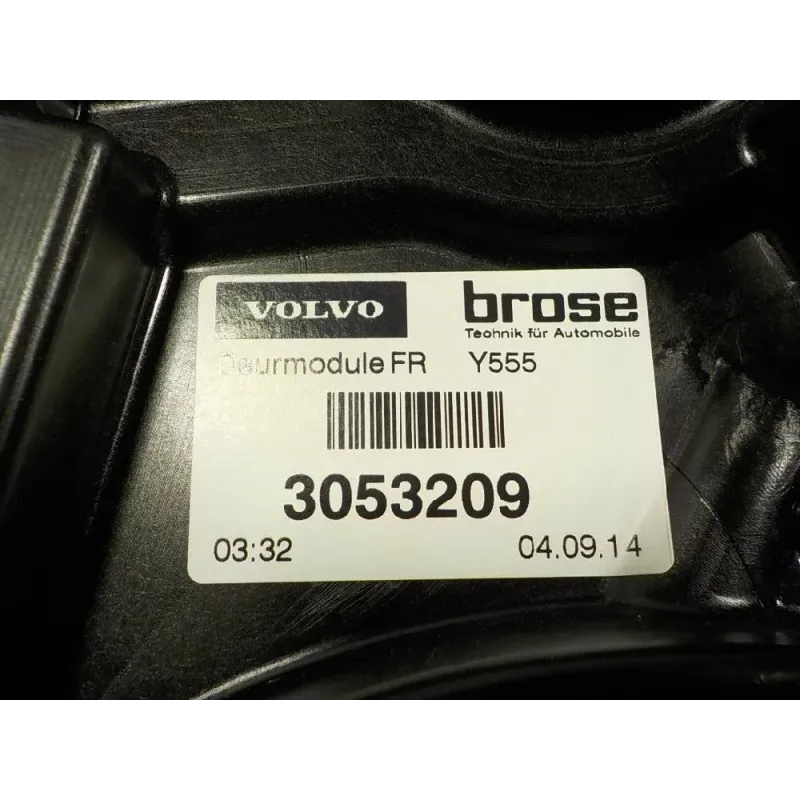 VOLVO brose
Technik für Automobile
Deurmodule FR Y555
3053209
03:32 04.09.14